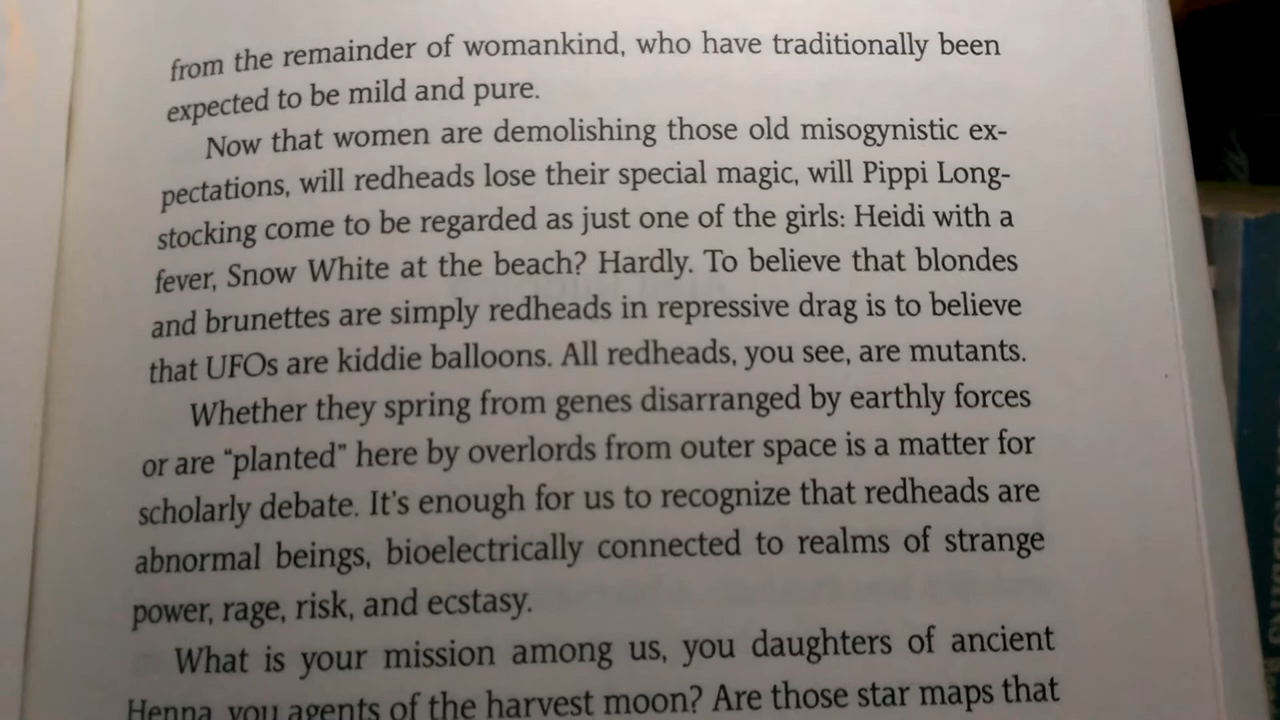 from the remainder of womankind, who have traditionally been
expected to be mild and pure.
Now that women are demolishing those old misogynistic ex-
pectations, will redheads lose their special magic, will Pippi Long-
stocking come to be regarded as just one of the girls: Heidi with a
fever, Snow White at the beach? Hardly. To believe that blondes
and brunettes are simply redheads in repressive drag is to believe
that UFOs are kiddie balloons. All redheads, you see, are mutants.
Whether they spring from genes disarranged by earthly forces
or are “planted” here by overlords from outer space is a matter for
scholarly debate. It's enough for us to recognize that redheads are
abnormal beings, bioelectrically connected to realms of strange
power, rage, risk, and ecstasy.
What is your mission among us, you daughters of ancient
Henna, you agents of the harvest moon? Are those star maps that